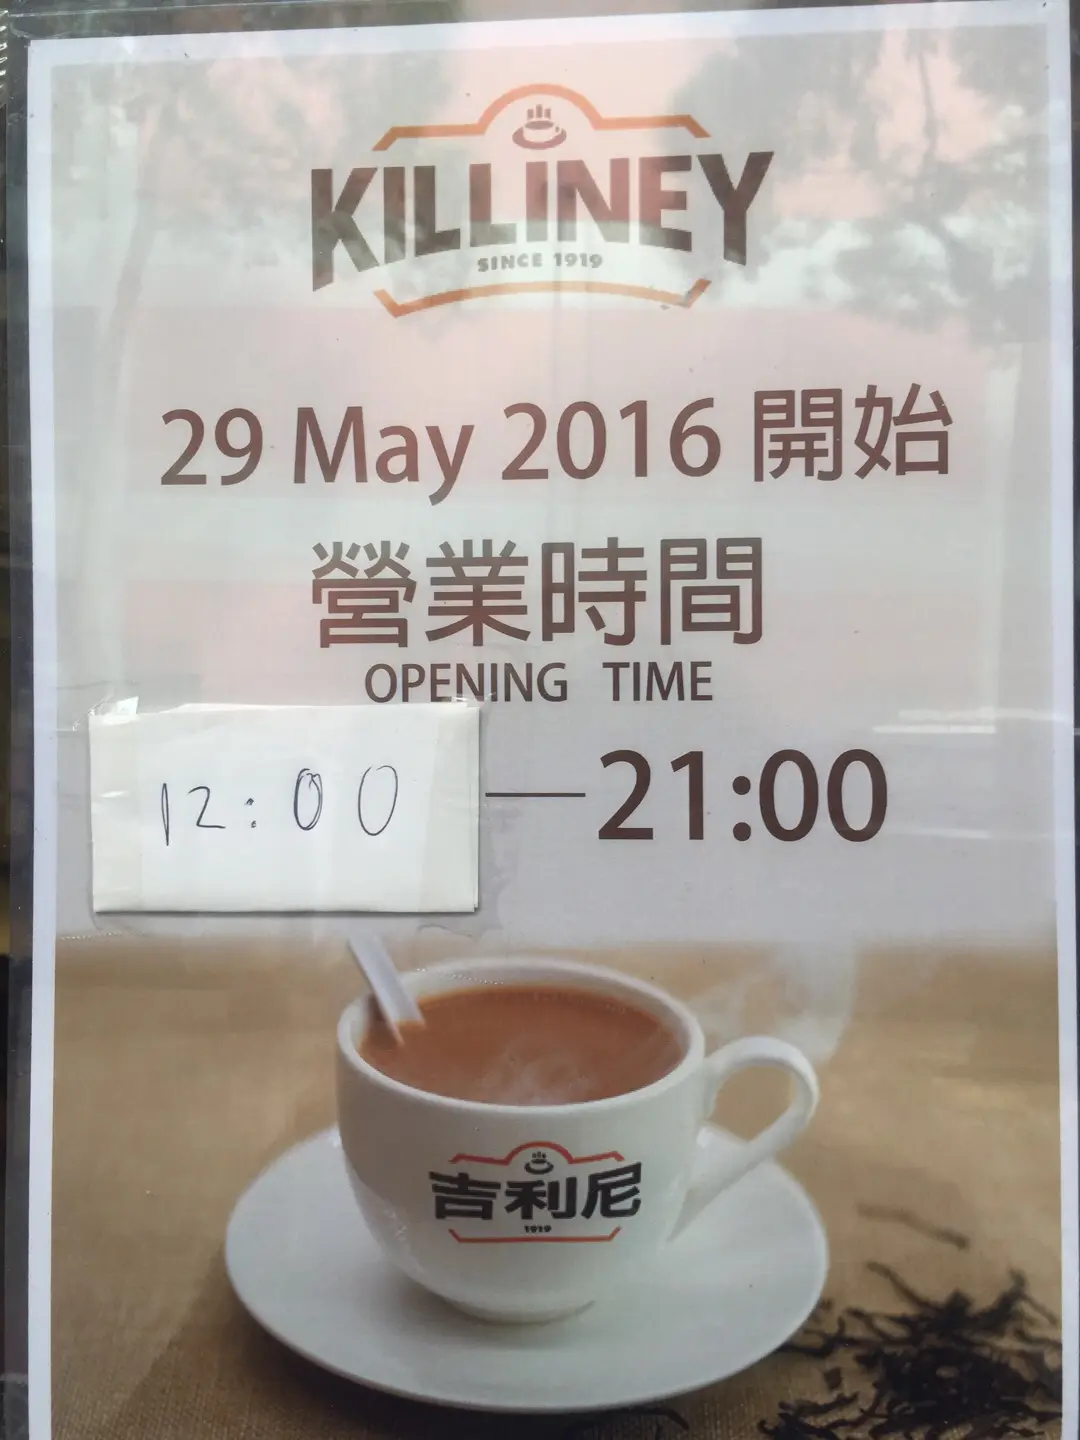 KILLINEY
SINCE 1919
29 May 2016 開始
營業時間
OPENING TIME
12:00 — 21:00
吉利尼
1919